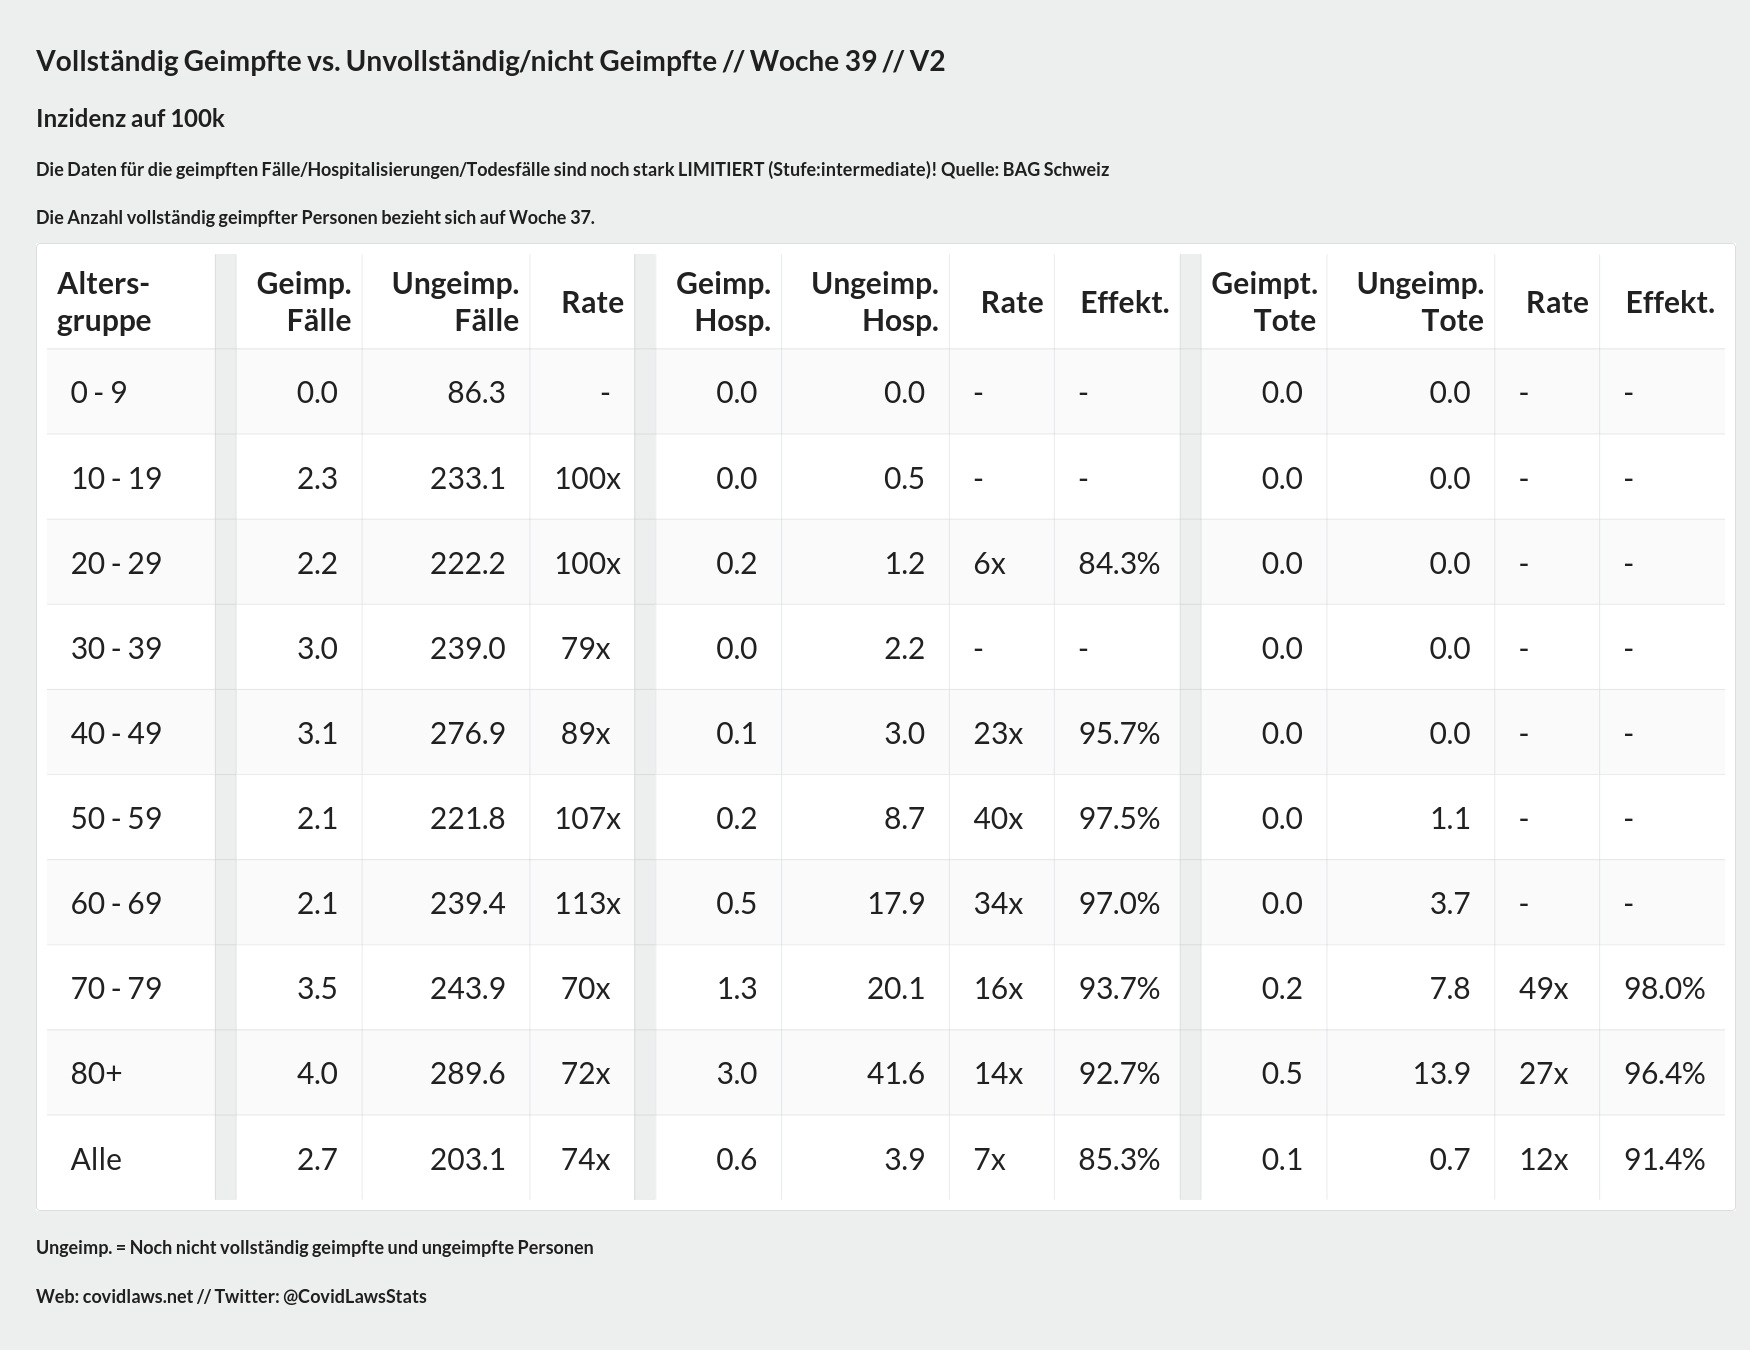 Vollständig Geimpfte vs. Unvollständig/nicht Geimpfte // Woche 39 // V2
Inzidenz auf 100k
Die Daten für die geimpften Fälle/Hospitalisierungen/Todesfälle sind noch stark LIMITIERT (Stufe:intermediate)! Quelle: BAG Schweiz
Die Anzahl vollständig geimpfter Personen bezieht sich auf Woche 37.
Alters- Geimp. Ungeimp. Rate Geimp. Ungeimp. Rate Effekt. Geimpt. Ungeimp. Rate Effekt.
gruppe Fälle Fälle Hosp. Hosp. Tote Tote
0 - 9 0.0 86.3 - 0.0 0.0 - - 0.0 0.0 - -
10 - 19 2.3 233.1 100x 0.0 0.5 - - 0.0 0.0 - -
20 - 29 2.2 222.2 100x 0.2 1.2 6x 84.3% 0.0 0.0 - -
30 - 39 3.0 239.0 79x 0.0 2.2 - - 0.0 0.0 - -
40 - 49 3.1 276.9 89x 0.1 3.0 23x 95.7% 0.0 0.0 - -
50 - 59 2.1 221.8 107x 0.2 8.7 40x 97.5% 0.0 1.1 - -
60 - 69 2.1 239.4 113x 0.5 17.9 34x 97.0% 0.0 3.7 - -
70 - 79 3.5 243.9 70x 1.3 20.1 16x 93.7% 0.2 7.8 49x 98.0%
80+ 4.0 289.6 72x 3.0 41.6 14x 92.7% 0.5 13.9 27x 96.4%
Alle 2.7 203.1 74x 0.6 3.9 7x 85.3% 0.1 0.7 12x 91.4%
Ungeimp. = Noch nicht vollständig geimpfte und ungeimpfte Personen
Web: covidlaws.net // Twitter: @CovidLawsStats